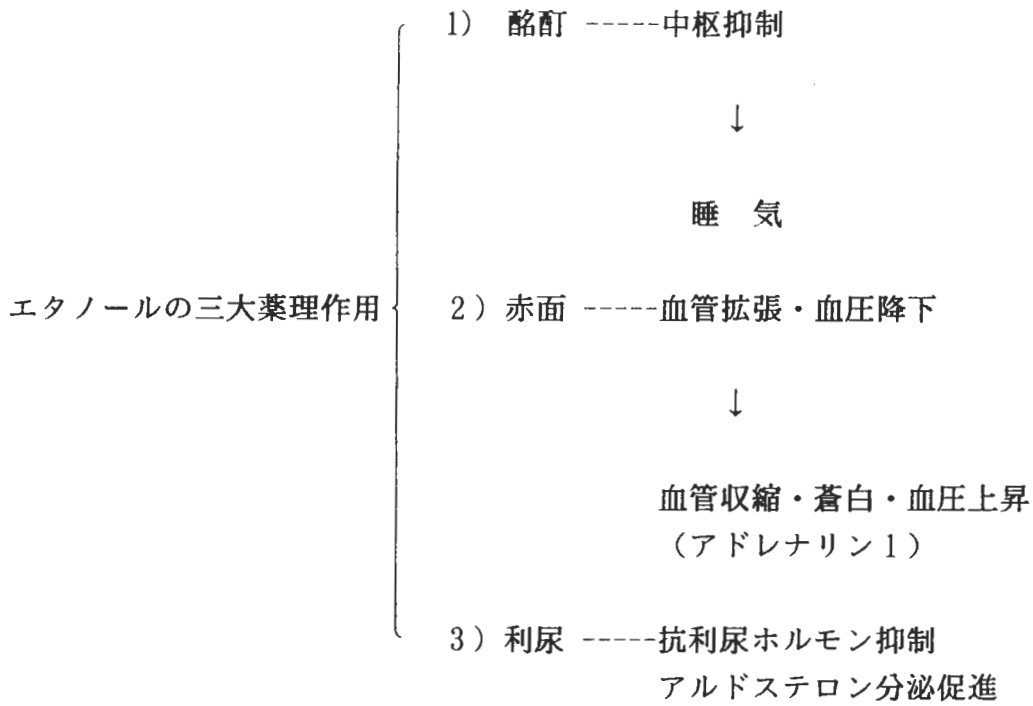 1) 酩酊 -----中枢抑制
↓
睡 気
エタノールの三大薬理作用
2) 赤面 -----血管拡張・血圧降下
↓
血管収縮・蒼白・血圧上昇
(アドレナリン1)
3) 利尿 -----抗利尿ホルモン抑制
アルドステロン分泌促進